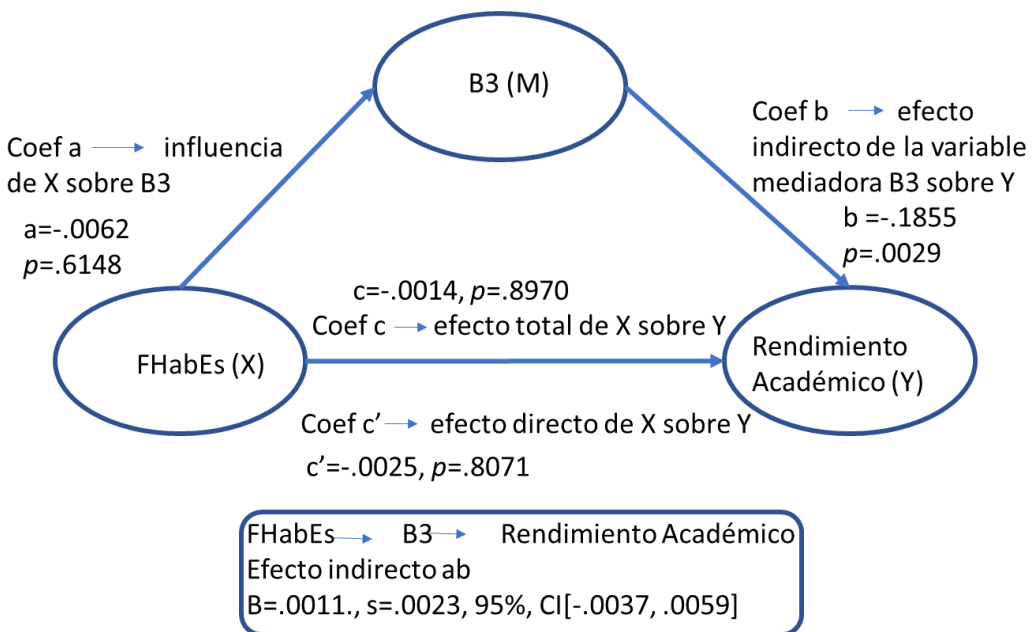 B3 (M)
Coef a → influencia
de X sobre B3
a=-.0062
p=.6148
Coef b → efecto
indirecto de la variable
mediadora B3 sobre Y
b =-.1855
p=.0029
c=-.0014, p=.8970
Coef c → efecto total de X sobre Y
FHabEs (X)
Rendimiento
Académico (Y)
Coef c’ → efecto directo de X sobre Y
c’=-.0025, p=.8071
FHabEs → B3 → Rendimiento Académico
Efecto indirecto ab
B=.0011., s=.0023, 95%, CI[-.0037, .0059]